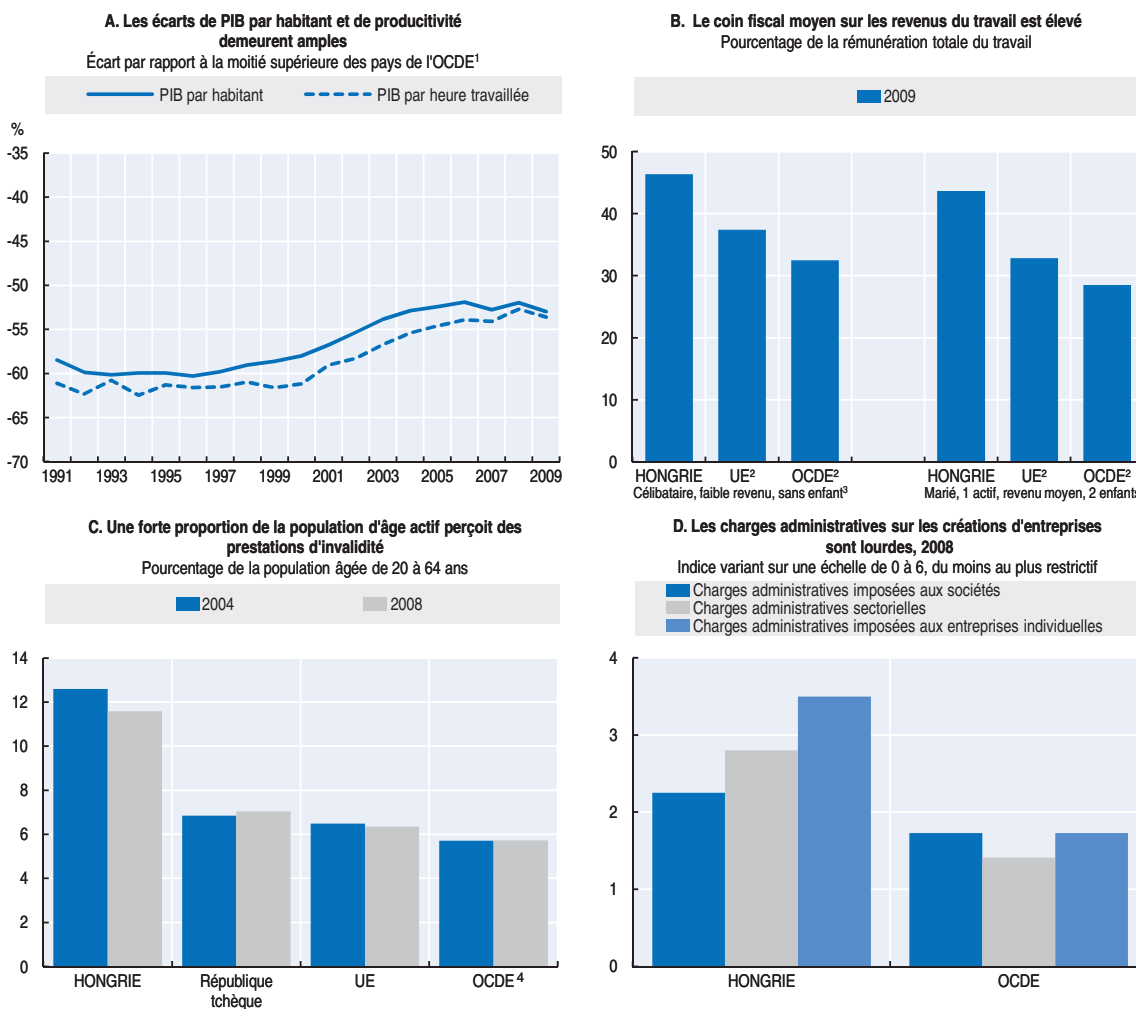 A. Les écarts de PIB par habitant et de producitivité
demeurent amples
Écart par rapport à la moitié supérieure des pays de l'OCDE¹
PIB par habitant
PIB par heure travaillée
%
-35
-40
-45
-50
-55
-60
-65
-70
1991 1993 1995 1997 1999 2001 2003 2005 2007 2009
B. Le coin fiscal moyen sur les revenus du travail est élevé
Pourcentage de la rémunération totale du travail
2009
50
40
30
20
10
0
HONGRIE UE² OCDE² HONGRIE UE² OCDE²
Célibataire, faible revenu, sans enfant³ Marié, 1 actif, revenu moyen, 2 enfants
C. Une forte proportion de la population d'âge actif perçoit des
prestations d'invalidité
Pourcentage de la population âgée de 20 à 64 ans
2004 2008
14
12
10
8
6
4
2
0
HONGRIE République UE OCDE ⁴
tchèque
D. Les charges administratives sur les créations d'entreprises
sont lourdes, 2008
Indice variant sur une échelle de 0 à 6, du moins au plus restrictif
Charges administratives imposées aux sociétés
Charges administratives sectorielles
Charges administratives imposées aux entreprises individuelles
4
3
2
1
0
HONGRIE OCDE